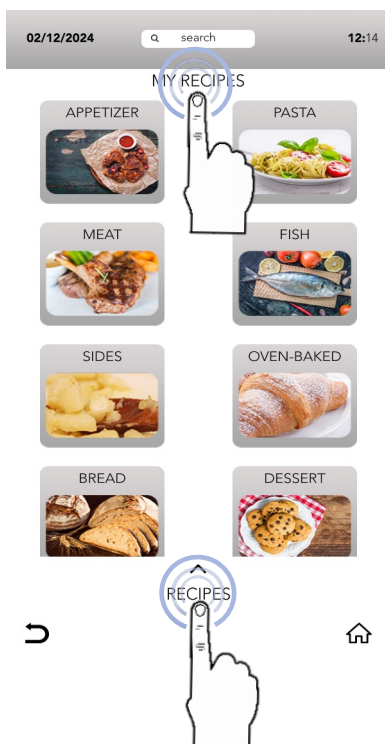 02/12/2024 search 12:14
MY RECIPES
APPETIZER PASTA
MEAT FISH
SIDES OVEN-BAKED
BREAD DESSERT
RECIPES